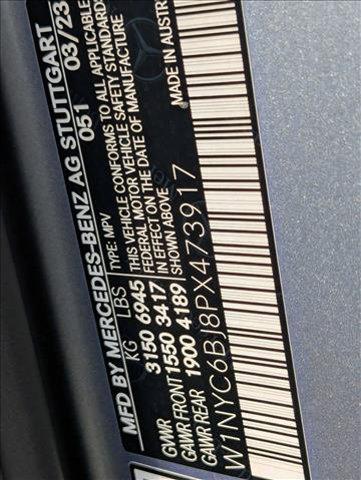 MFD BY MERCEDES-BENZ AG STUTTGART
051 03/23
TYPE: MPV
THIS VEHICLE CONFORMS TO ALL APPLICABLE
FEDERAL MOTOR VEHICLE SAFETY STANDARDS
IN EFFECT ON THE DATE OF MANUFACTURE
SHOWN ABOVE.
MADE IN
KG LBS
GVWR 3150 6945
GAWR FRONT 1550 3417
GAWR REAR 1900 4189
W1NYC6BJ8PX473917